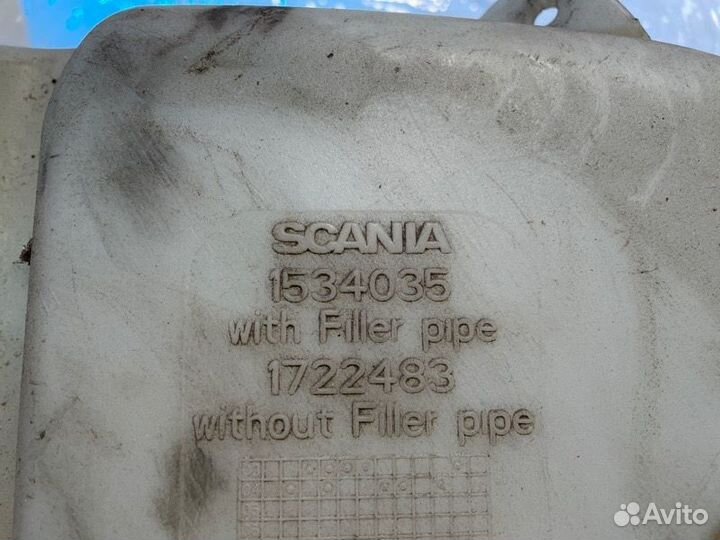 SCANIA
1534035
with Filler pipe
1722483
without Filler pipe
Avito